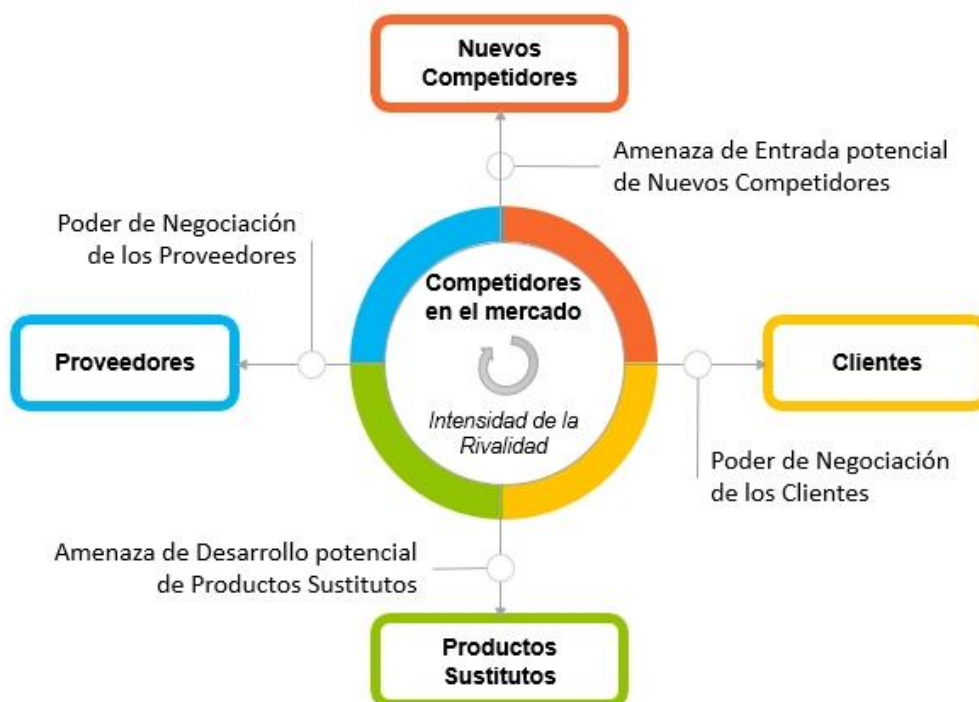 Nuevos
Competidores
Amenaza de Entrada potencial
de Nuevos Competidores
Poder de Negociación
de los Proveedores
Competidores
en el mercado
Proveedores
Clientes
Intensidad de la
Rivalidad
Poder de Negociación
de los Clientes
Amenaza de Desarrollo potencial
de Productos Sustitutos
Productos
Sustitutos